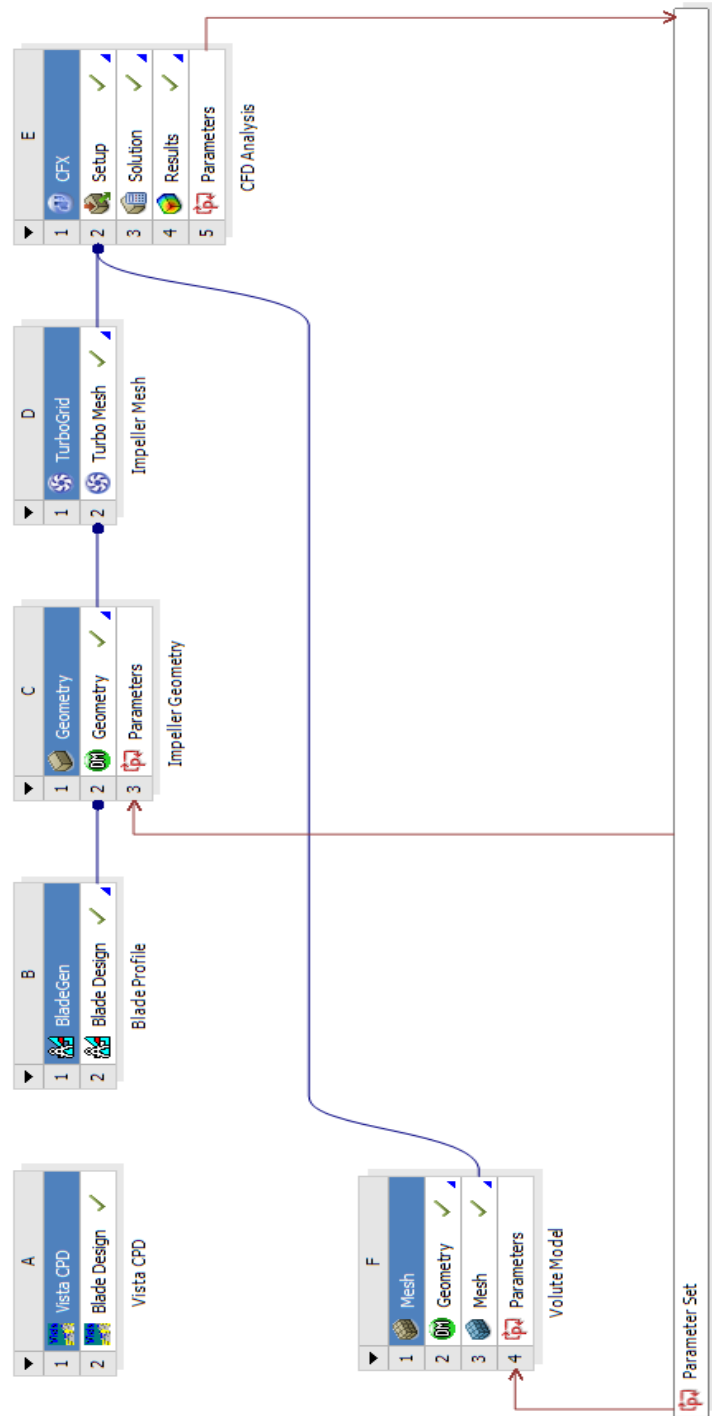 A
1 Vista CPD
2 Blade Design
Vista CPD
B
1 BladeGen
2 Blade Design
Blade Profile
C
1 Geometry
2 DM Geometry
3 Parameters
Impeller Geometry
D
1 TurboGrid
2 Turbo Mesh
Impeller Mesh
E
1 CFX
2 Setup
3 Solution
4 Results
5 Parameters
CFD Analysis
F
1 Mesh
2 DM Geometry
3 Mesh
4 Parameters
Volute Model
Parameter Set